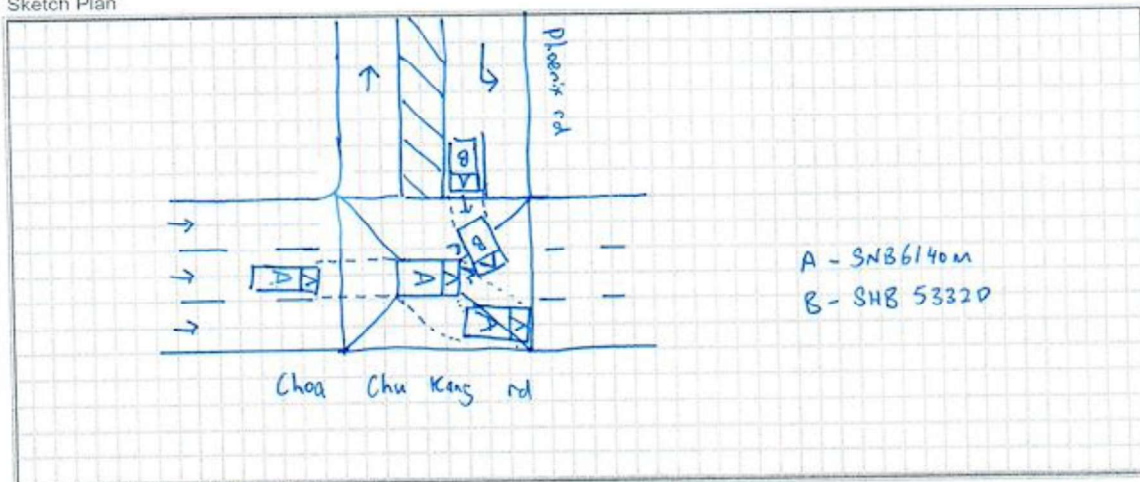 Sketch Plan
Phoenix rd
B
B
A
A
A
A - SNB6140M
B - SHB 5332D
Choa Chu Kang rd